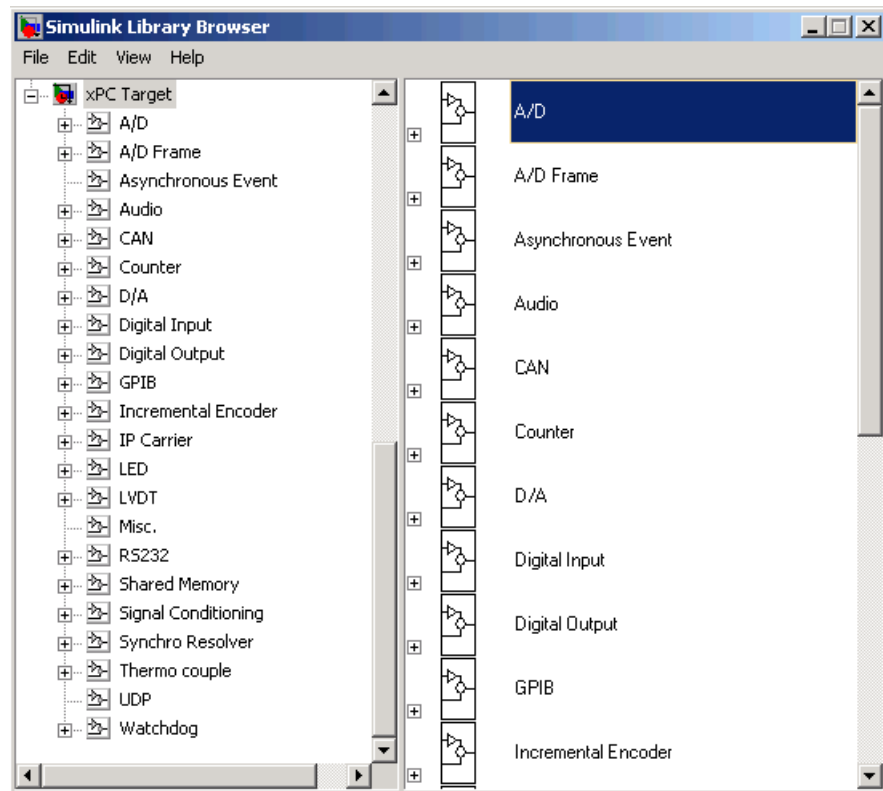 Simulink Library Browser
File Edit View Help
xPC Target
A/D
A/D Frame
Asynchronous Event
Audio
CAN
Counter
D/A
Digital Input
Digital Output
GPIB
Incremental Encoder
IP Carrier
LED
LVDT
Misc.
RS232
Shared Memory
Signal Conditioning
Synchro Resolver
Thermo couple
UDP
Watchdog
A/D
A/D Frame
Asynchronous Event
Audio
CAN
Counter
D/A
Digital Input
Digital Output
GPIB
Incremental Encoder